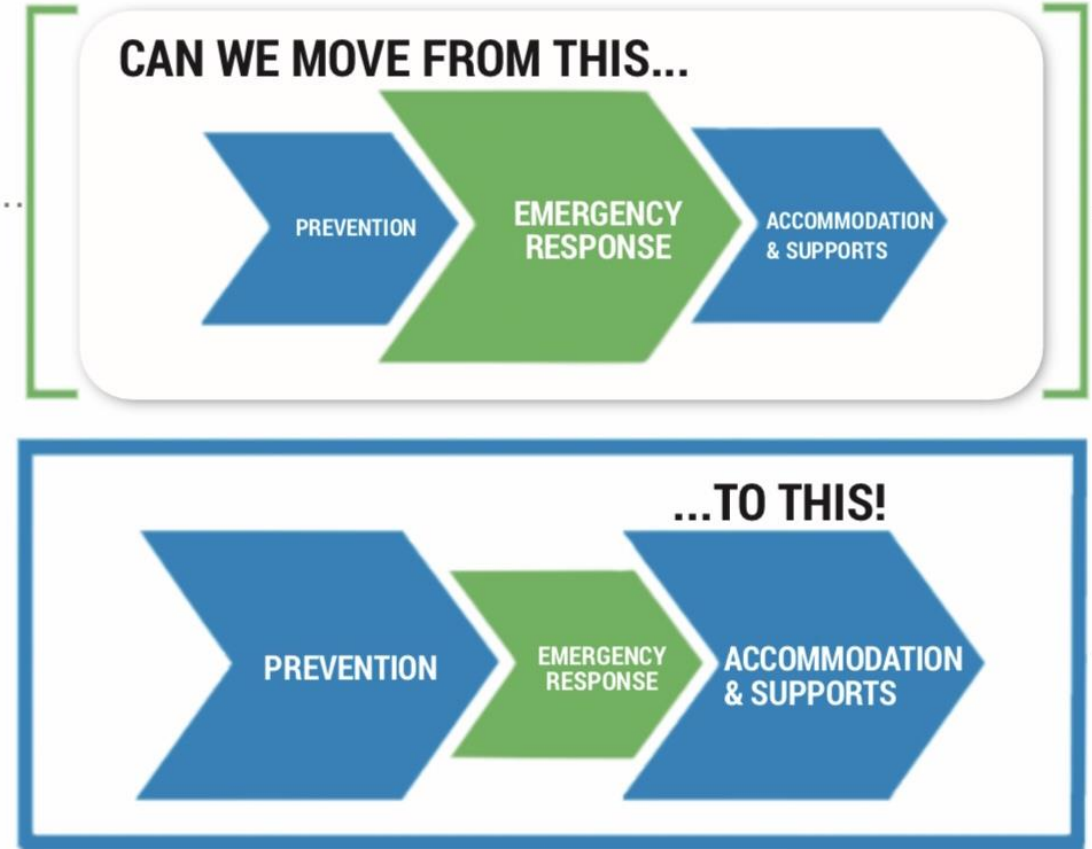 CAN WE MOVE FROM THIS...
PREVENTION
EMERGENCY
RESPONSE
ACCOMMODATION
& SUPPORTS
...TO THIS!
PREVENTION
EMERGENCY
RESPONSE
ACCOMMODATION
& SUPPORTS